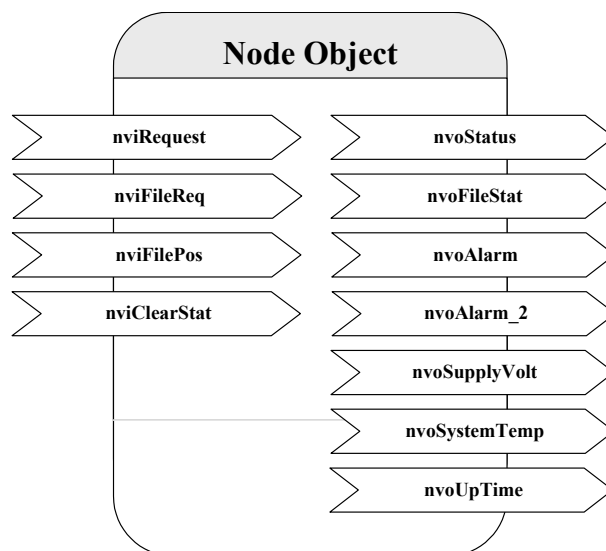 Node Object
nviRequest
nvoStatus
nviFileReq
nvoFileStat
nviFilePos
nvoAlarm
nviClearStat
nvoAlarm_2
nvoSupplyVolt
nvoSystemTemp
nvoUpTime